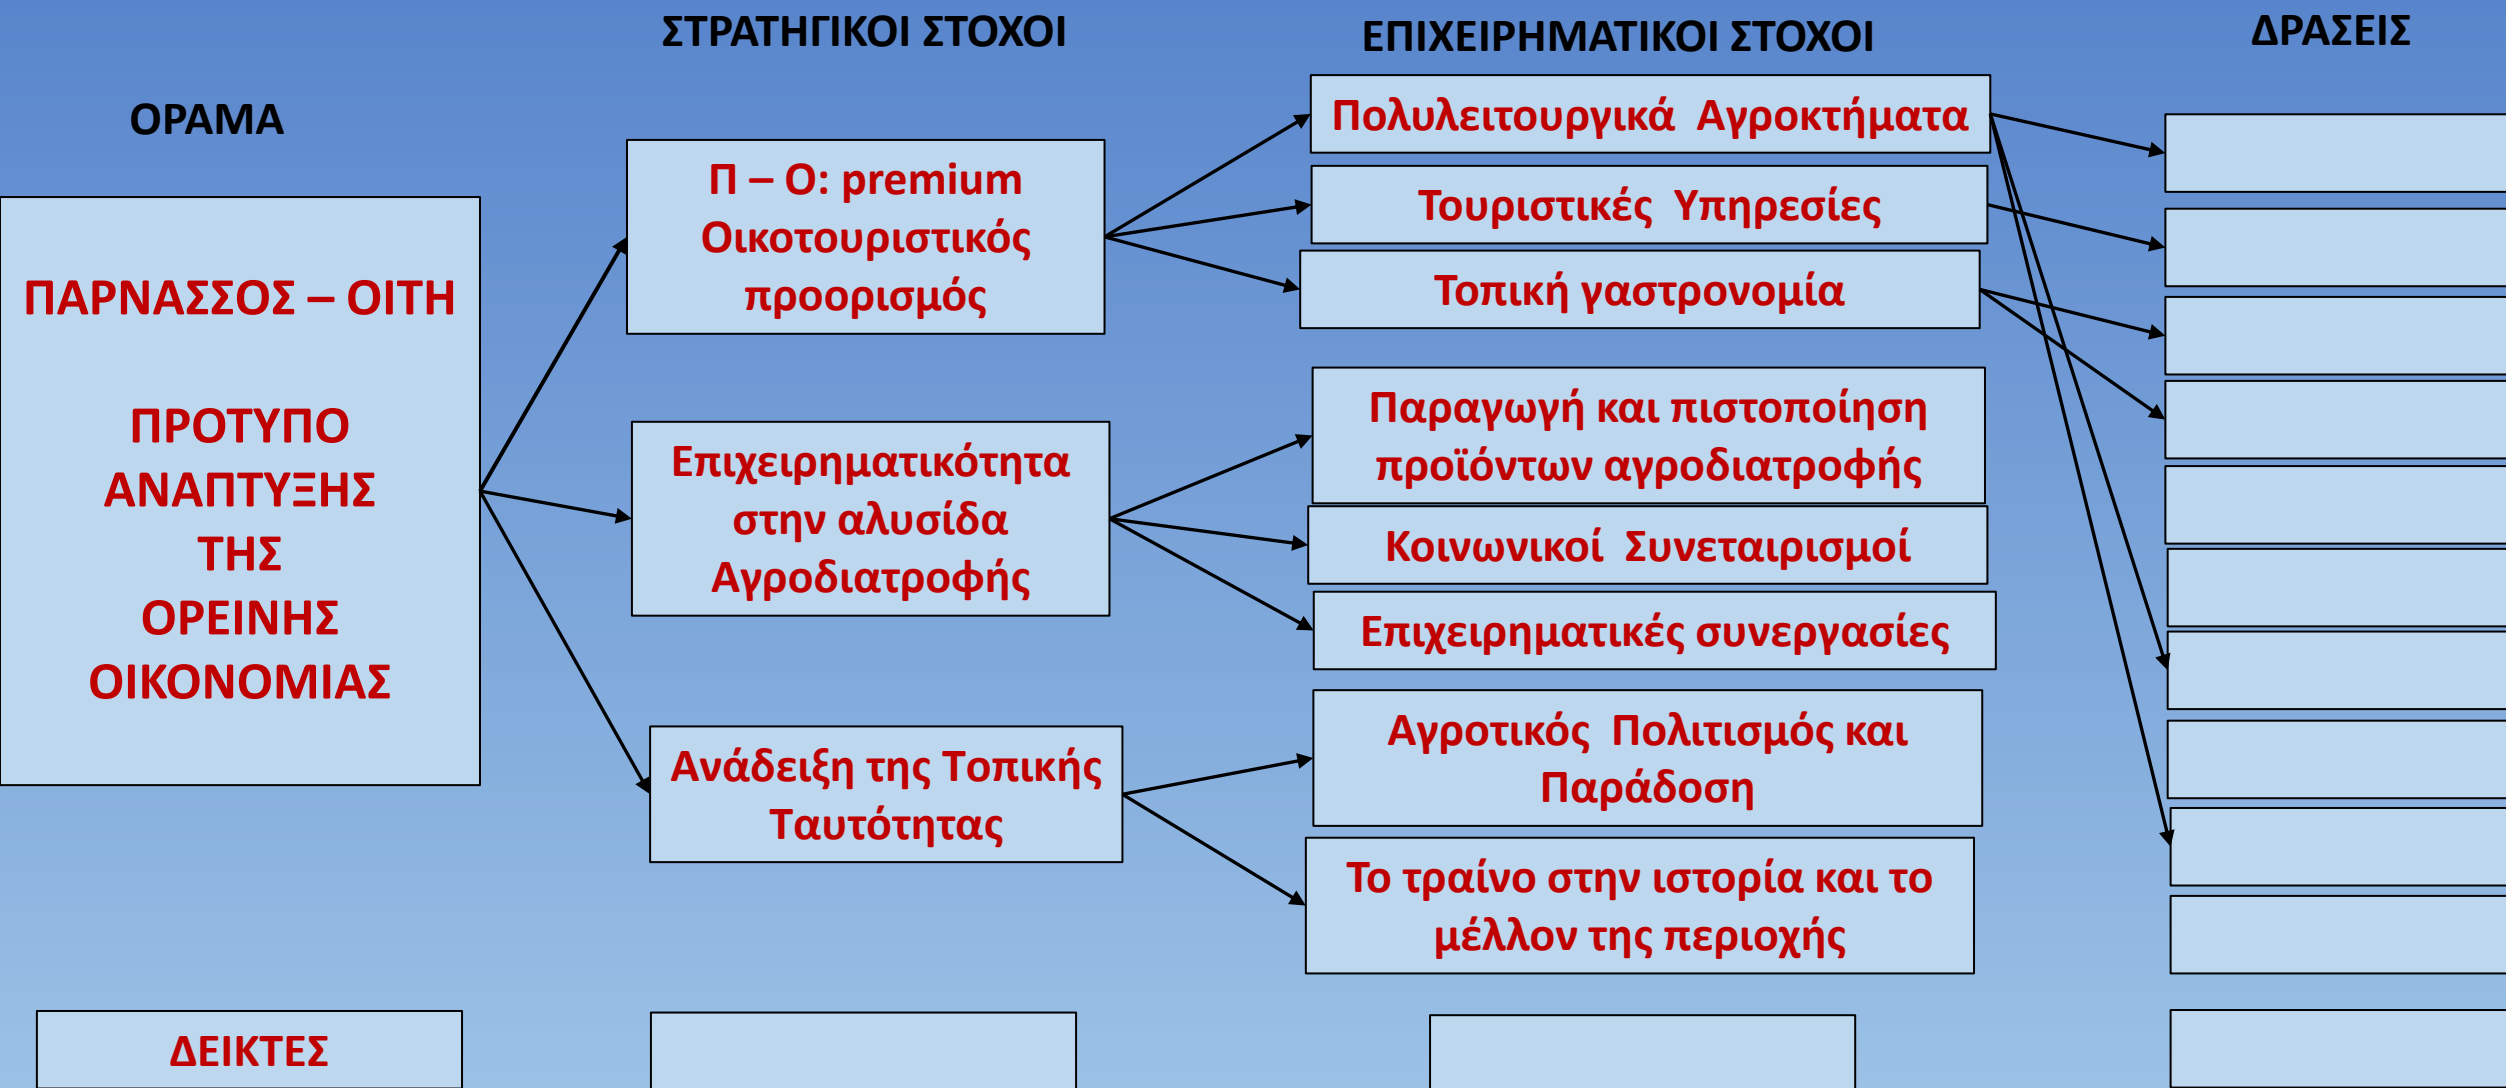 ΣΤΡΑΤΗΓΙΚΟΙ ΣΤΟΧΟΙ
ΕΠΙΧΕΙΡΗΜΑΤΙΚΟΙ ΣΤΟΧΟΙ
ΔΡΑΣΕΙΣ
ΟΡΑΜΑ
ΠΑΡΝΑΣΣΟΣ – ΟΙΤΗ
ΠΡΟΤΥΠΟ
ΑΝΑΠΤΥΞΗΣ
ΤΗΣ
ΟΡΕΙΝΗΣ
ΟΙΚΟΝΟΜΙΑΣ
Π – Ο: premium
Οικοτουριστικός
προορισμός
Επιχειρηματικότητα
στην αλυσίδα
Αγροδιατροφής
Ανάδειξη της Τοπικής
Ταυτότητας
Πολυλειτουργικά Αγροκτήματα
Τουριστικές Υπηρεσίες
Τοπική γαστρονομία
Παραγωγή και πιστοποίηση
προϊόντων αγροδιατροφής
Κοινωνικοί Συνεταιρισμοί
Επιχειρηματικές συνεργασίες
Αγροτικός Πολιτισμός και
Παράδοση
Το τραίνο στην ιστορία και το
μέλλον της περιοχής
ΔΕΙΚΤΕΣ